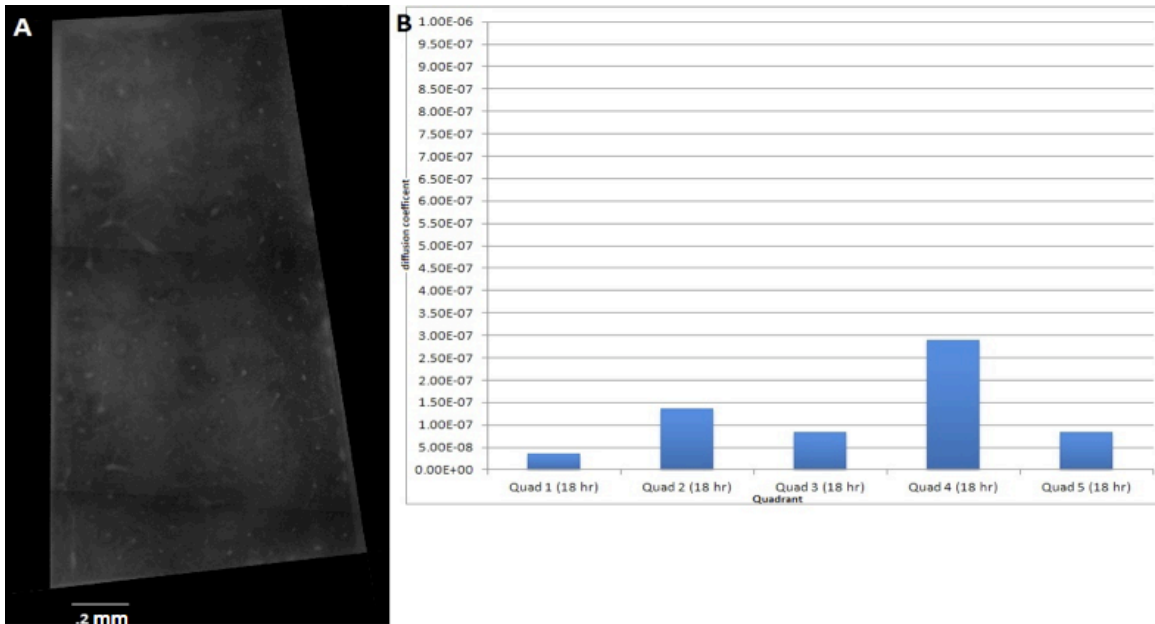 A
.2 mm
B
diffusion coefficent
1.00E-06
9.50E-07
9.00E-07
8.50E-07
8.00E-07
7.50E-07
7.00E-07
6.50E-07
6.00E-07
5.50E-07
5.00E-07
4.50E-07
4.00E-07
3.50E-07
3.00E-07
2.50E-07
2.00E-07
1.50E-07
1.00E-07
5.00E-08
0.00E+00
Quad 1 (18 hr) Quad 2 (18 hr) Quad 3 (18 hr) Quad 4 (18 hr) Quad 5 (18 hr)
Quadrant